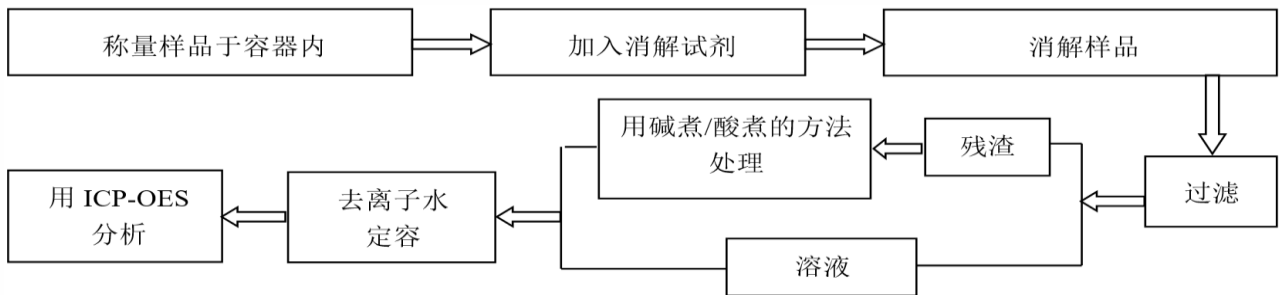 称量样品于容器内
加入消解试剂
消解样品
过滤
残渣
用碱煮/酸煮的方法
处理
溶液
去离子水
定容
用 ICP-OES
分析